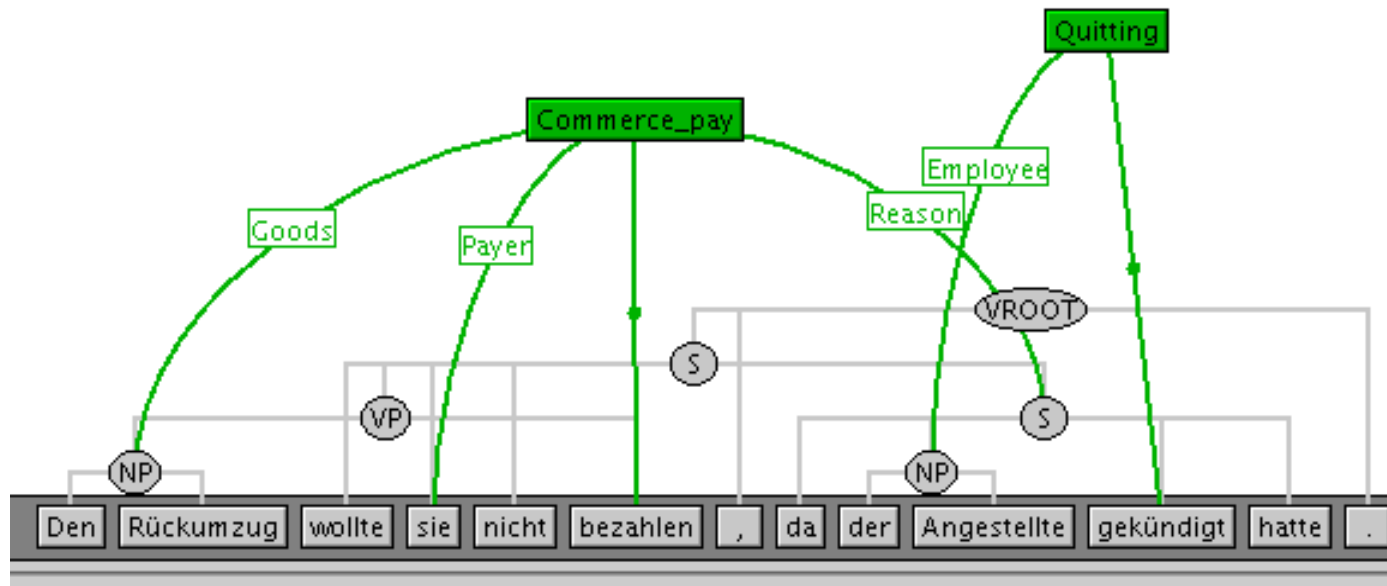 Quitting
Commerce_pay
Employee
Reason
Goods
Payer
VROOT
S
VP
S
NP
NP
Den Rückumzug wollte sie nicht bezahlen , da der Angestellte gekündigt hatte .